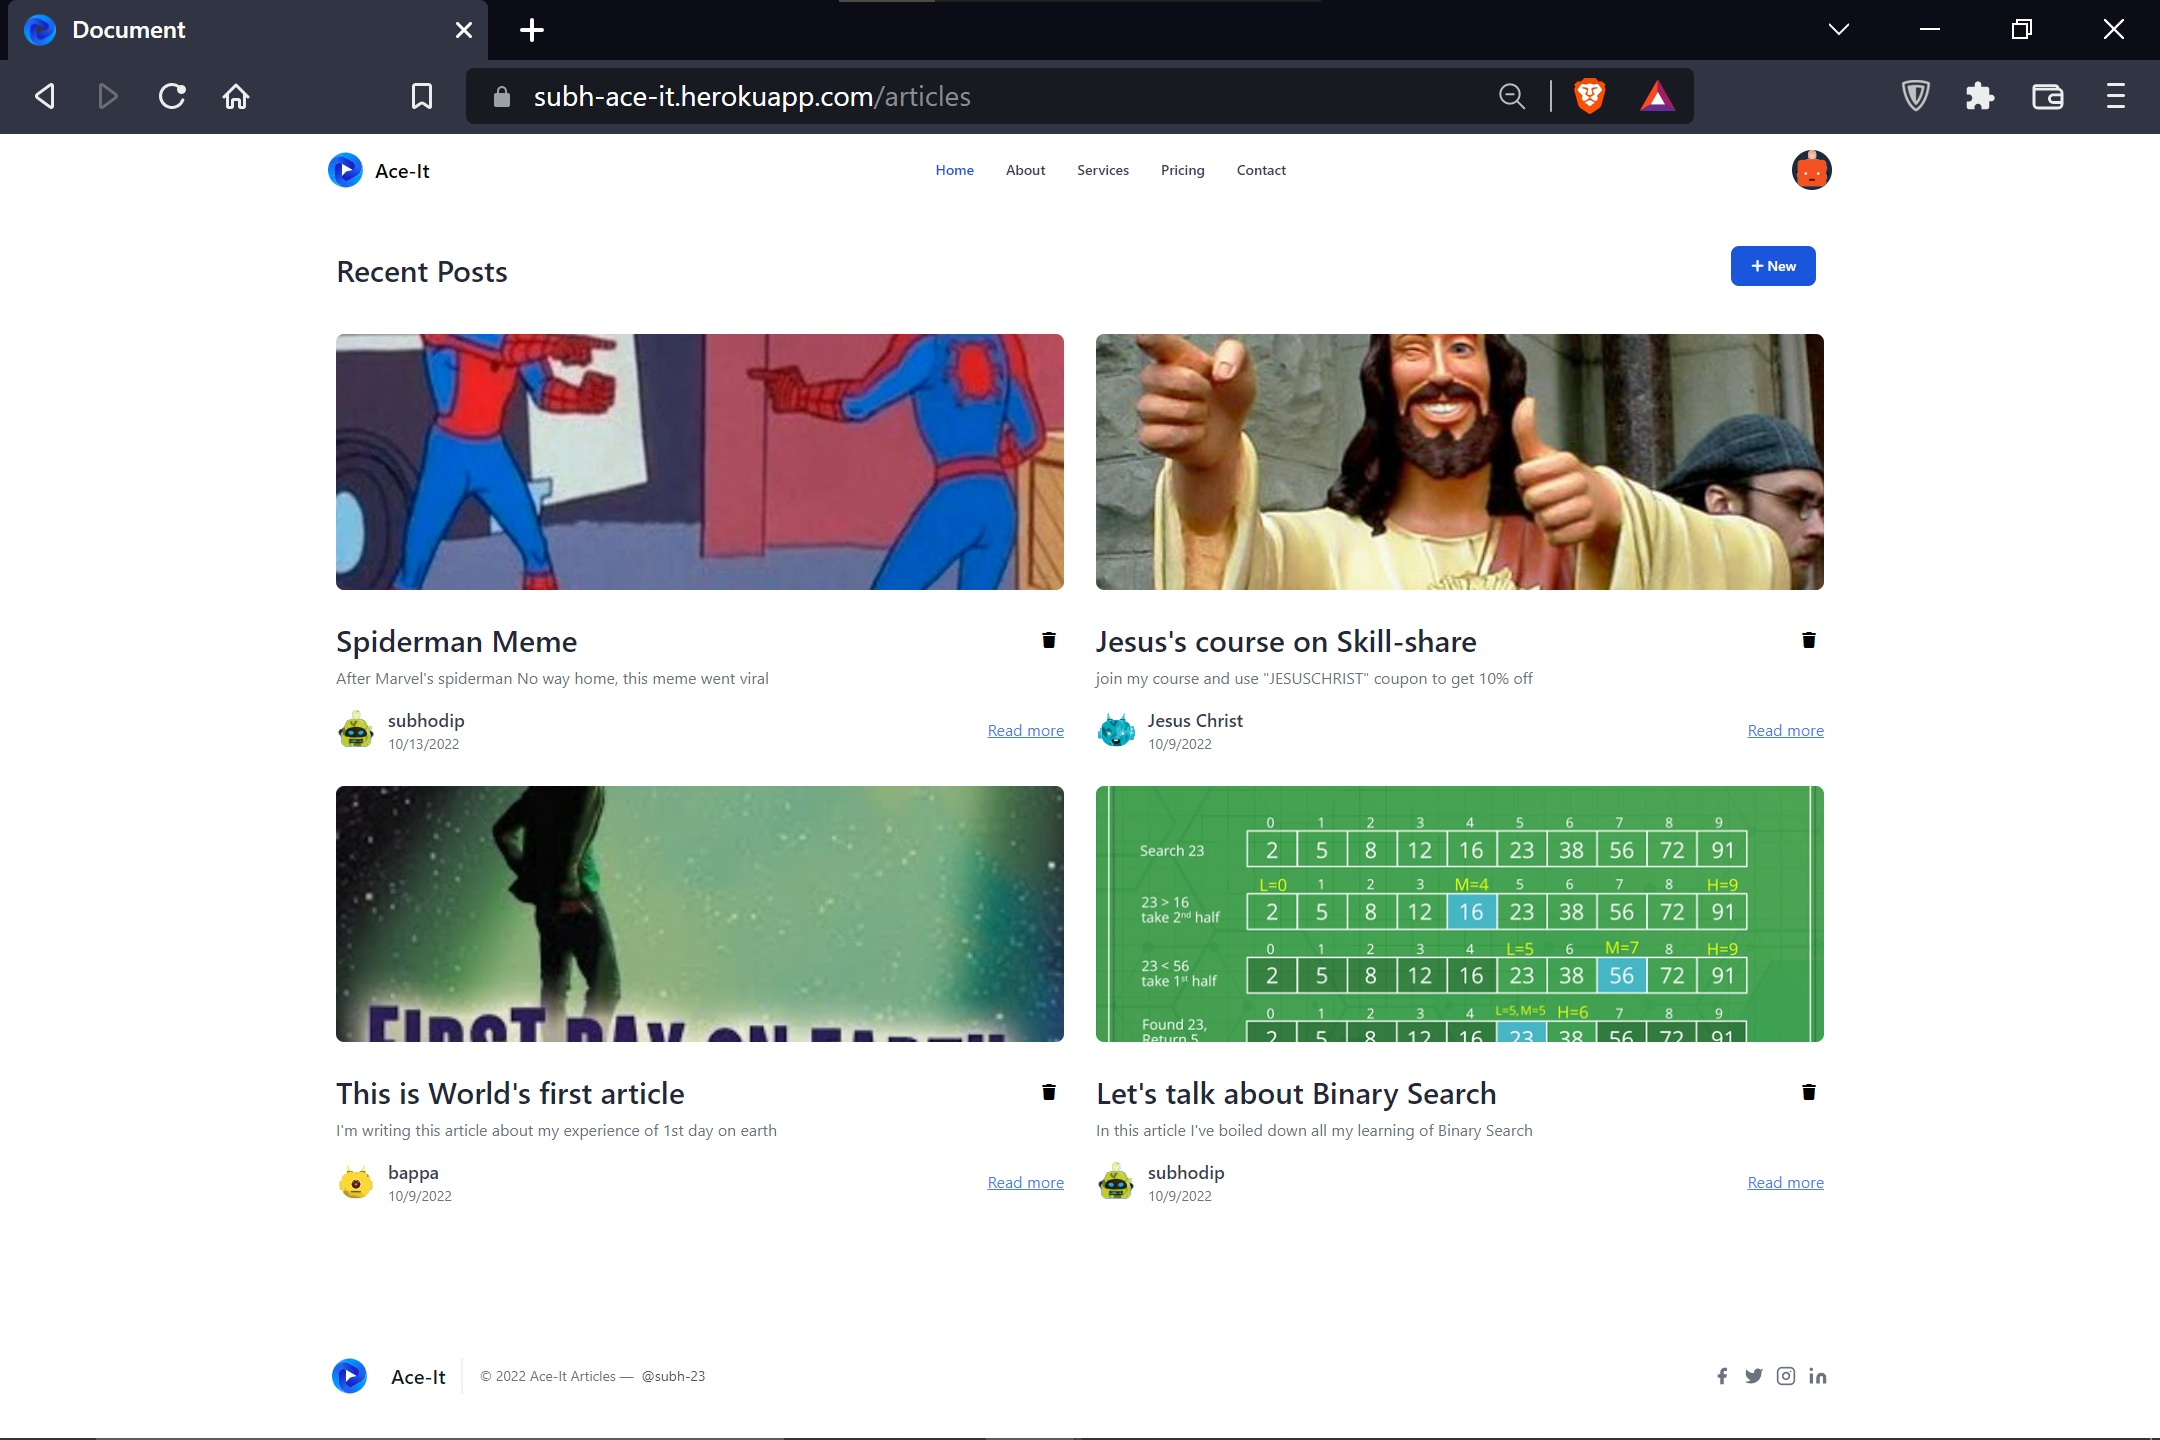 Document
subh-ace-it.herokuapp.com/articles
Ace-It
Home About Services Pricing Contact
Recent Posts
+ New
Spiderman Meme
After Marvel's spiderman No way home, this meme went viral
subhodip
10/13/2022
Read more
Jesus's course on Skill-share
join my course and use "JESUSCHRIST" coupon to get 10% off
Jesus Christ
10/9/2022
Read more
FIRST DAY ON EARTH
This is World's first article
I'm writing this article about my experience of 1st day on earth
bappa
10/9/2022
Read more
0 1 2 3 4 5 6 7 8 9
Search 23 2 5 8 12 16 23 38 56 72 91
L=0 1 2 3 M=4 5 6 7 8 H=9
23 > 16
take 2nd half 2 5 8 12 16 23 38 56 72 91
0 1 2 3 4 L=5 6 M=7 8 H=9
23 < 56
take 1st half 2 5 8 12 16 23 38 56 72 91
0 1 2 3 4 L=5, M=5 H=6 7 8 9
Found 23,
Return 5 2 5 8 12 16 23 38 56 72 91
Let's talk about Binary Search
In this article I've boiled down all my learning of Binary Search
subhodip
10/9/2022
Read more
Ace-It
© 2022 Ace-It Articles — @subh-23